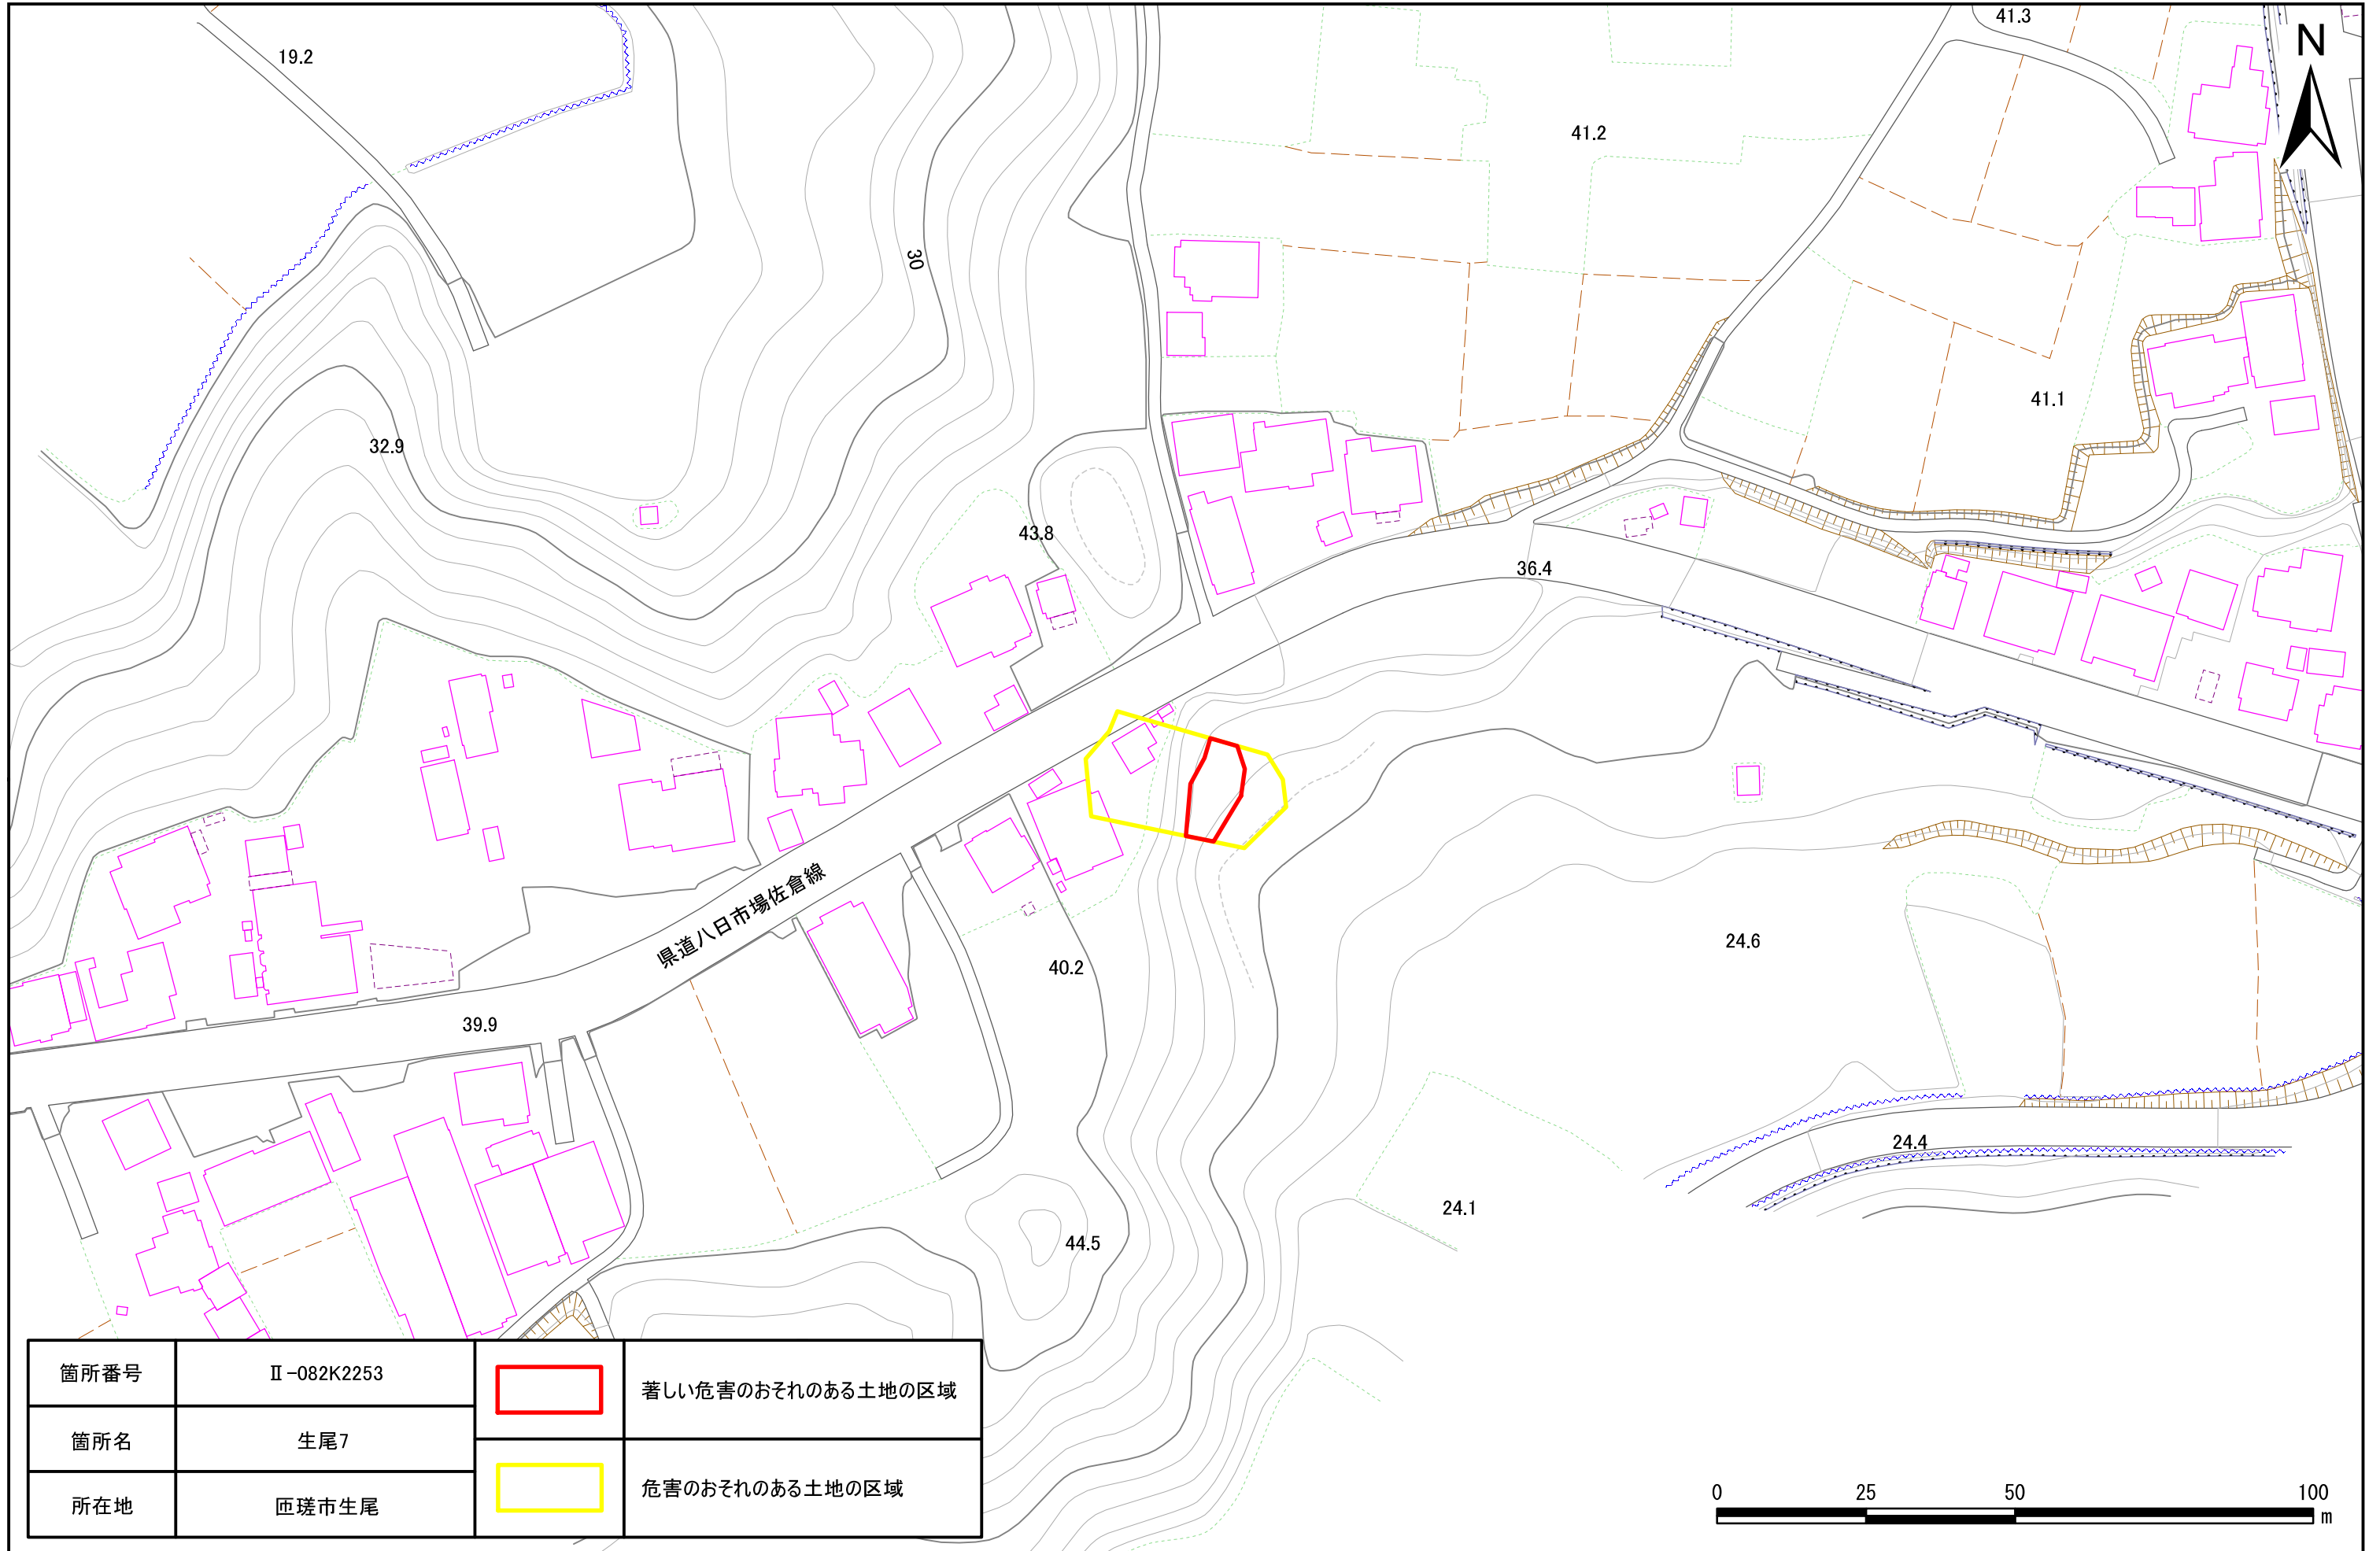 41.3
N
19.2
41.2
30
41.1
32.9
43.8
36.4
県道八日市場佐倉線
24.6
40.2
39.9
24.4
24.1
44.5
箇所番号 Ⅱ-082K2253
著しい危害のおそれのある土地の区域
箇所名 生尾7
危害のおそれのある土地の区域
所在地 匝瑳市生尾
0 25 50 100
m